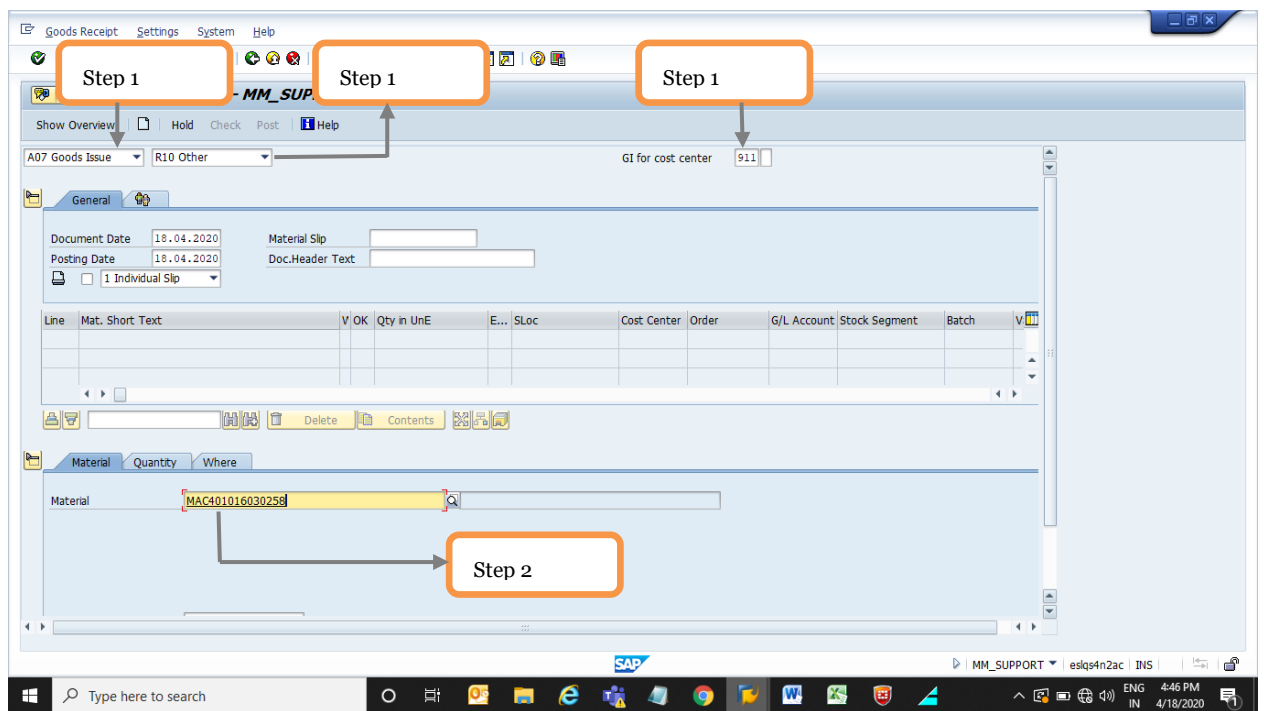 Goods Receipt Settings System Help
Step 1 Step 1 Step 1
- MM_SUP
Show Overview Hold Check Post Help
A07 Goods Issue R10 Other GI for cost center 911
General
Document Date 18.04.2020 Material Slip
Posting Date 18.04.2020 Doc.Header Text
1 Individual Slip
Line Mat. Short Text V OK Qty in UnE E... SLoc Cost Center Order G/L Account Stock Segment Batch V
Delete Contents
Material Quantity Where
Material MAC401016030258
Step 2
SAP MM_SUPPORT eslqs4n2ac INS
Type here to search ENG 4:46 PM
IN 4/18/2020